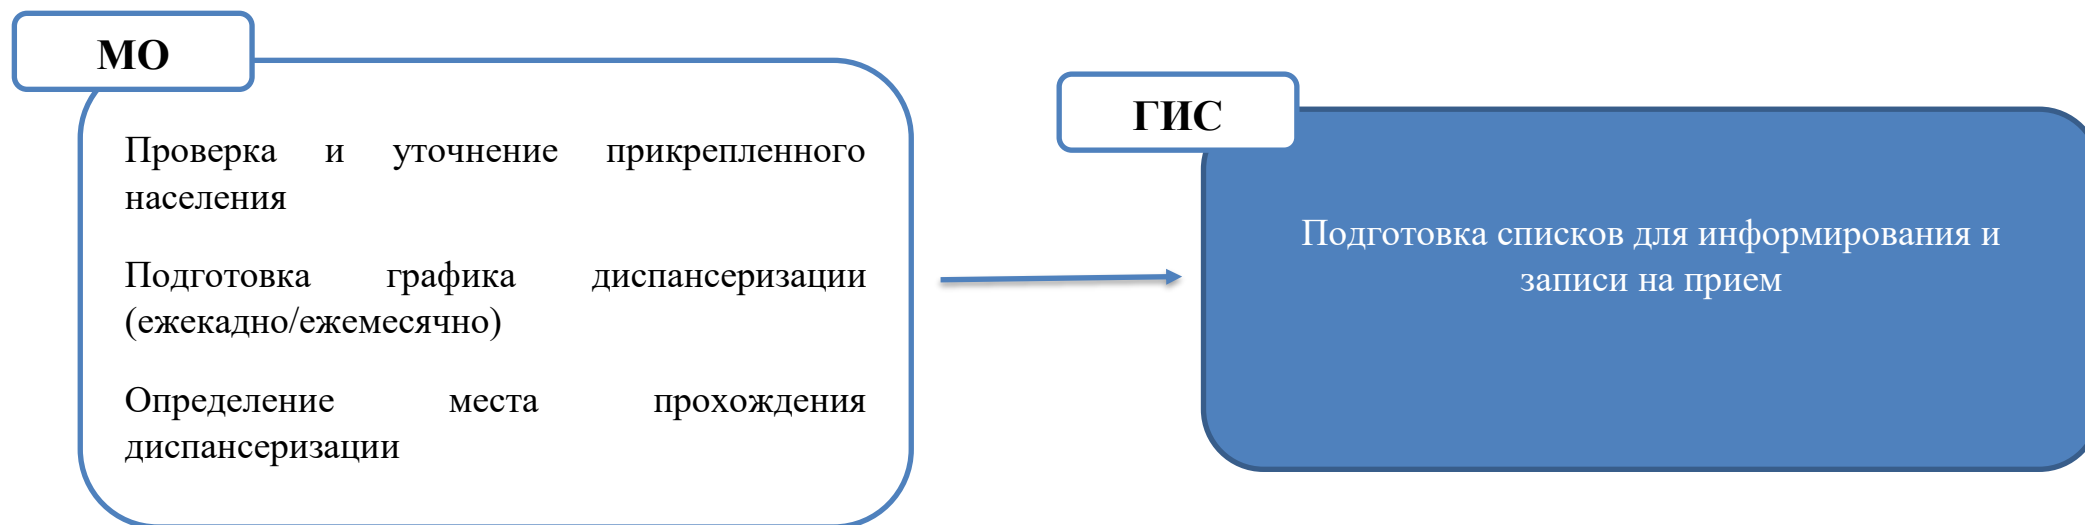 МО
Проверка и уточнение прикрепленного
населения
Подготовка графика диспансеризации
(ежекадно/ежемесячно)
Определение места прохождения
диспансеризации
ГИС
Подготовка списков для информирования и
записи на прием